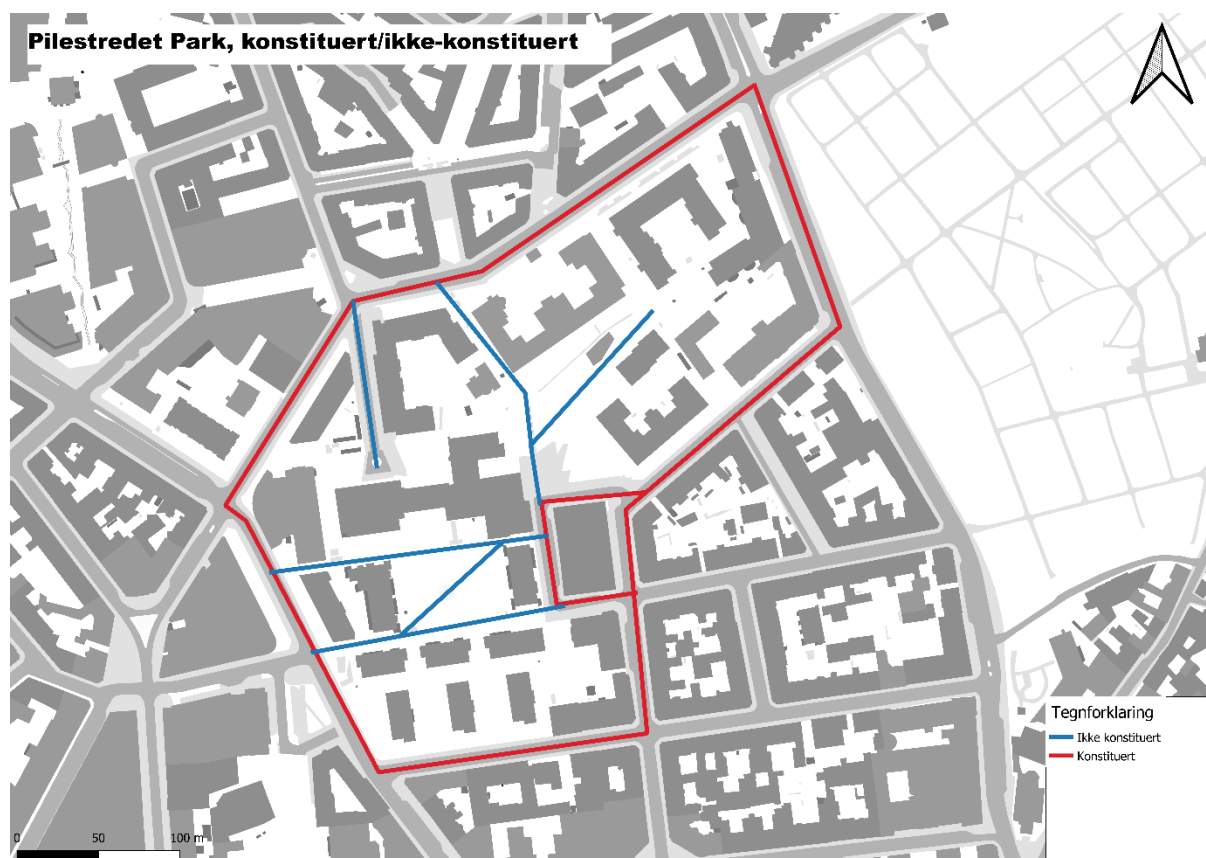 Pilestredet Park, konstituert/ikke-konstituert
Tegnforklaring
Ikke konstituert
Konstituert
0 50 100 m